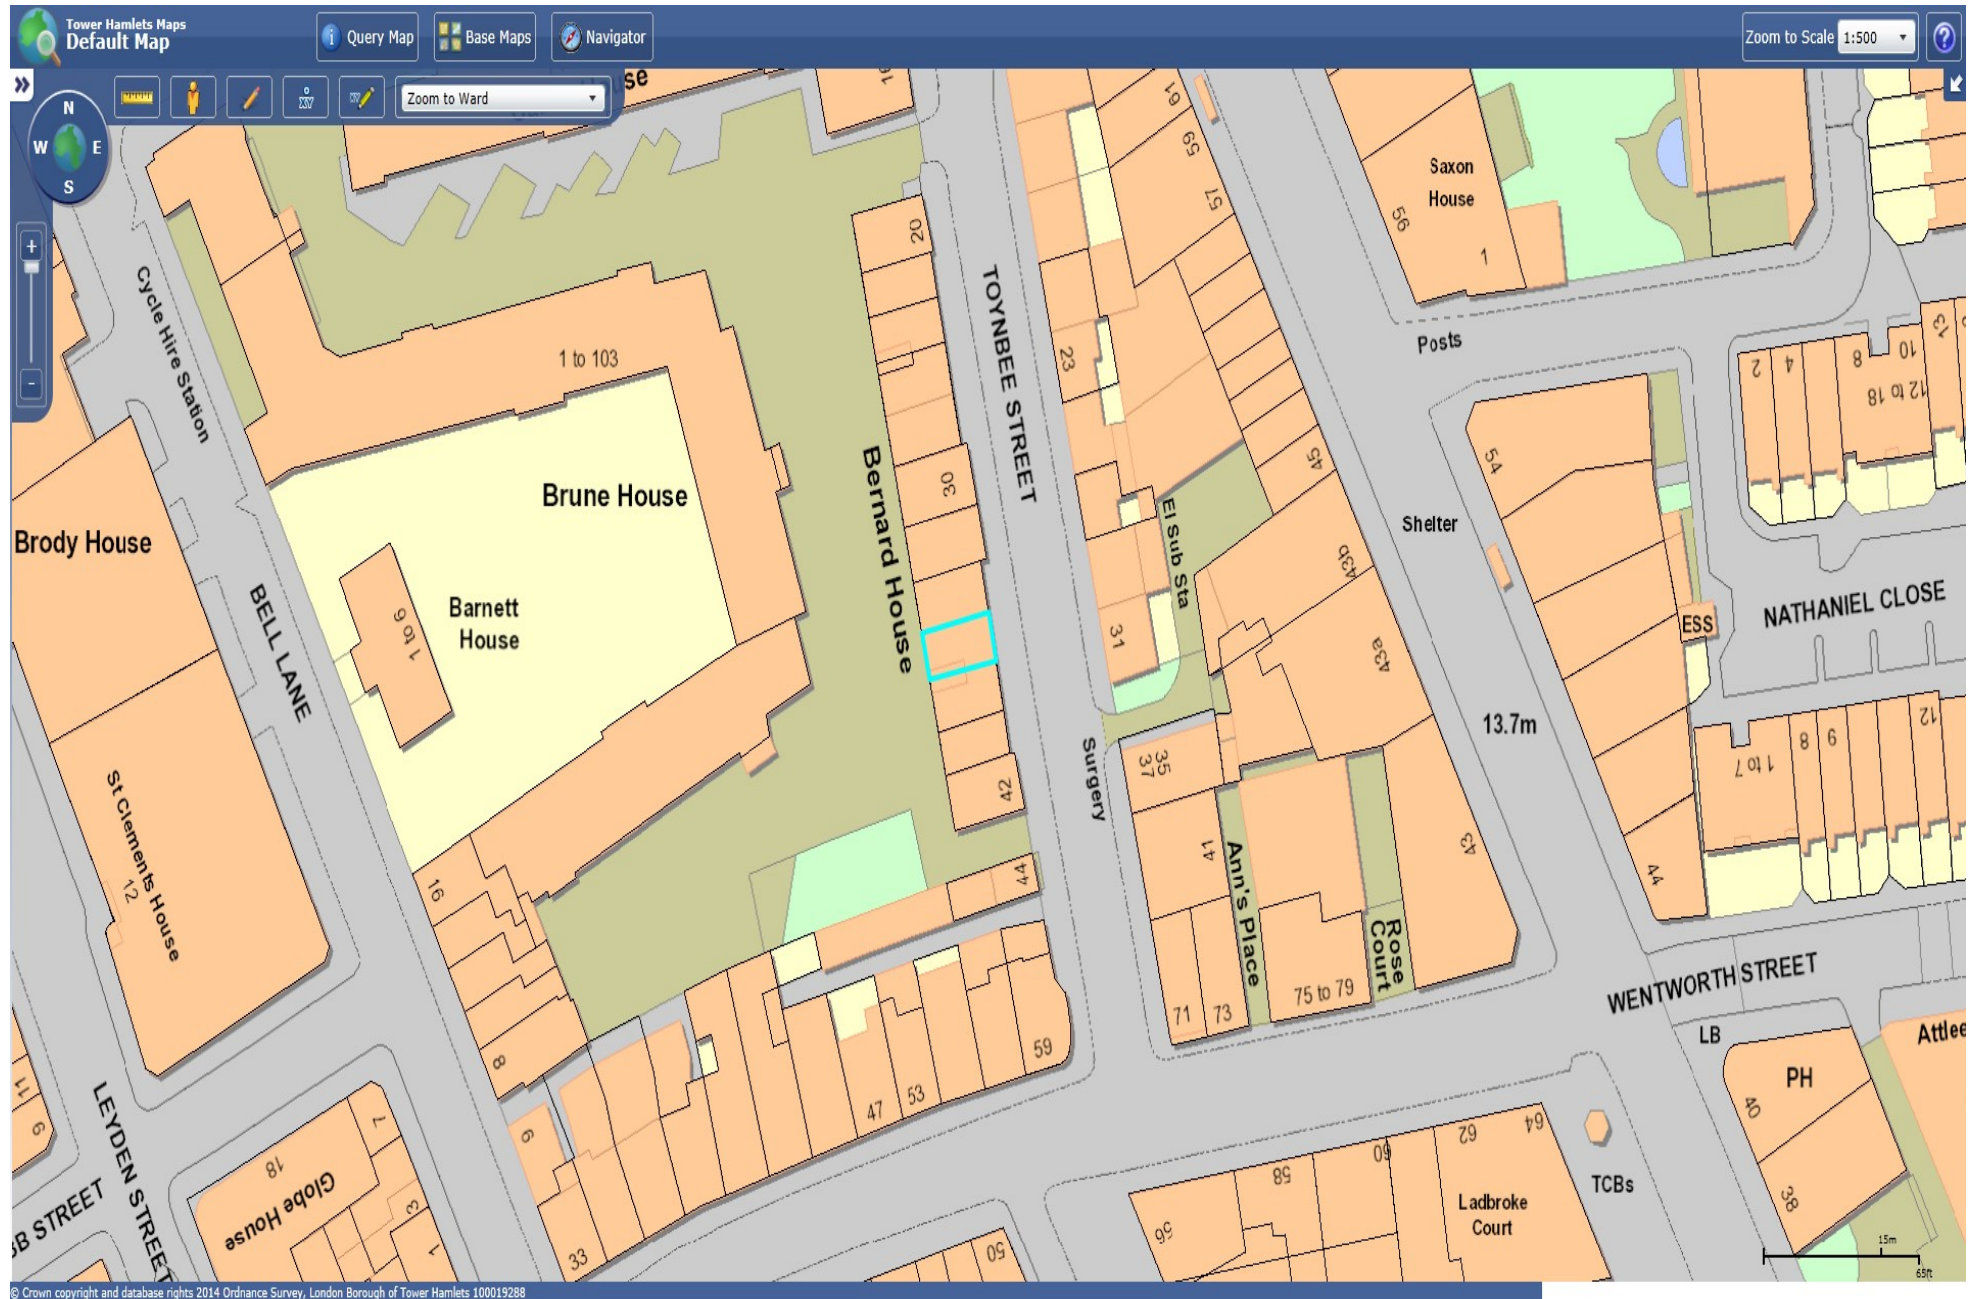 Tower Hamlets Maps
Default Map
Query Map
Base Maps
Navigator
Zoom to Scale
1:500
Zoom to Ward
N
W
E
S
Cycle Hire Station
1 to 103
Brune House
Brody House
Barnett
House
1 to 6
BELL LANE
St Clements House
12
16
8
6
Bernard House
20
30
42
44
TOYNBEE STREET
23
31
El Sub Sta
Surgery
35
37
41
Ann's Place
Rose
Court
71
73
75 to 79
61
59
57
45
43b
43a
43
Saxon
House
56
1
Posts
Shelter
54
44
13.7m
2
4
8
10
12 to 18
13
ESS
NATHANIEL CLOSE
1 to 7
8
9
12
WENTWORTH STREET
LB
PH
Attlee
40
38
TCBs
64
62
60
58
56
50
Ladbroke
Court
33
47
53
59
11
9
LEYDEN STREET
BB STREET
18
Globe House
7
3
1
15m
65ft
© Crown copyright and database rights 2014 Ordnance Survey, London Borough of Tower Hamlets 100019288